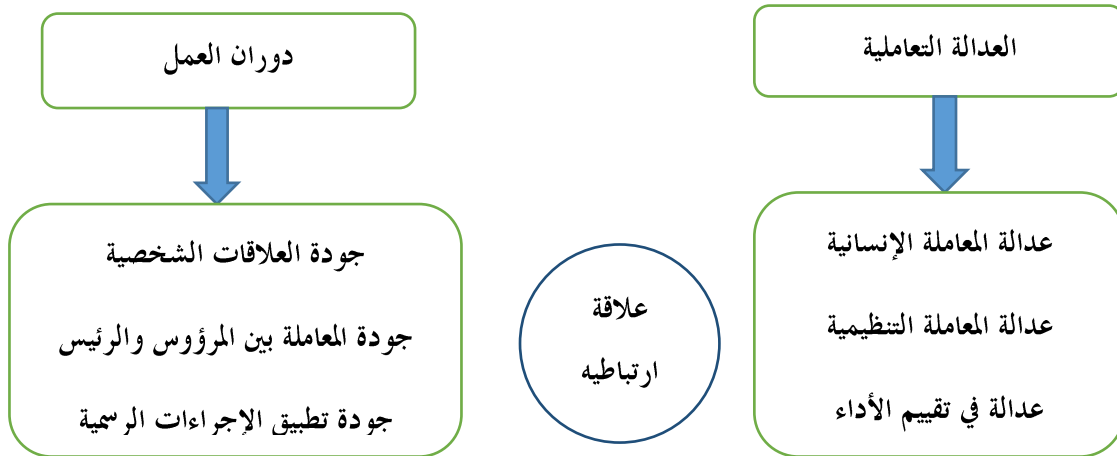 العدالة التعاملية
دوران العمل
عدالة المعاملة الإنسانية
عدالة المعاملة التنظيمية
عدالة في تقييم الأداء
علاقة
ارتباطيه
جودة العلاقات الشخصية
جودة المعاملة بين المرؤوس والرئيس
جودة تطبيق الإجراءات الرسمية